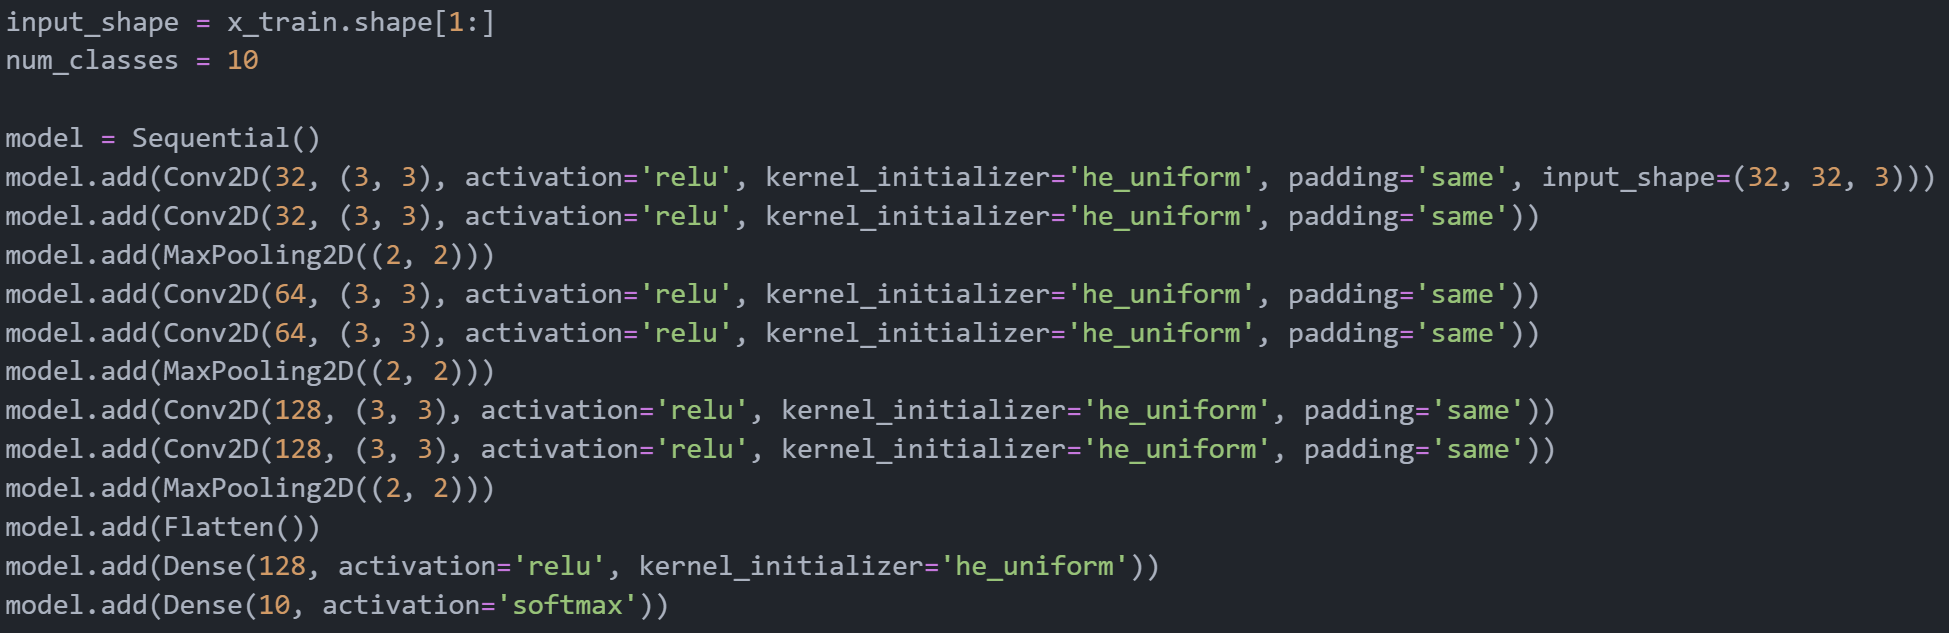 input_shape = x_train.shape[1:]
num_classes = 10

model = Sequential()
model.add(Conv2D(32, (3, 3), activation='relu', kernel_initializer='he_uniform', padding='same', input_shape=(32, 32, 3)))
model.add(Conv2D(32, (3, 3), activation='relu', kernel_initializer='he_uniform', padding='same'))
model.add(MaxPooling2D((2, 2)))
model.add(Conv2D(64, (3, 3), activation='relu', kernel_initializer='he_uniform', padding='same'))
model.add(Conv2D(64, (3, 3), activation='relu', kernel_initializer='he_uniform', padding='same'))
model.add(MaxPooling2D((2, 2)))
model.add(Conv2D(128, (3, 3), activation='relu', kernel_initializer='he_uniform', padding='same'))
model.add(Conv2D(128, (3, 3), activation='relu', kernel_initializer='he_uniform', padding='same'))
model.add(MaxPooling2D((2, 2)))
model.add(Flatten())
model.add(Dense(128, activation='relu', kernel_initializer='he_uniform'))
model.add(Dense(10, activation='softmax'))